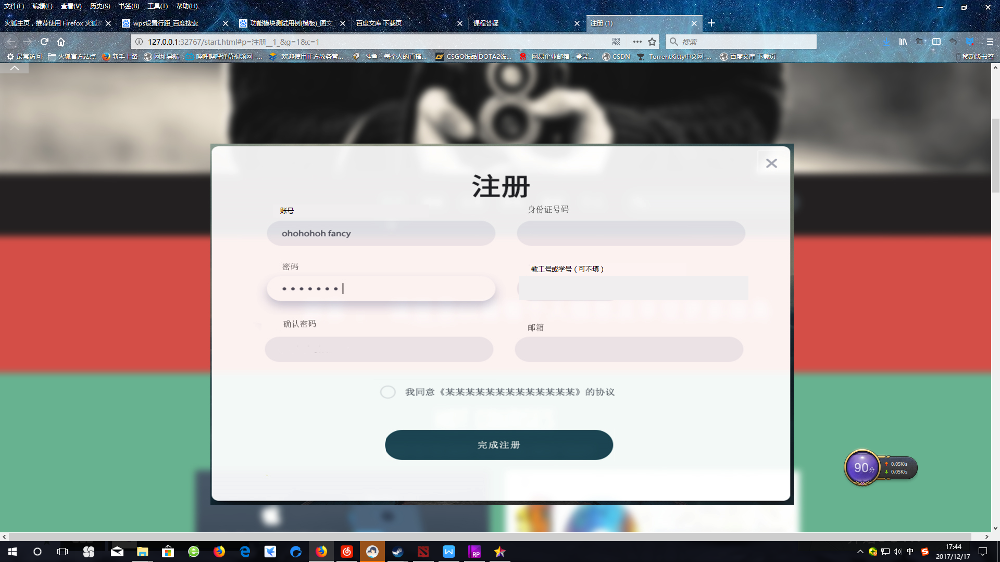 文件(F) 编辑(E) 查看(V) 历史(S) 书签(B) 工具(T) 帮助(H)
火狐主页，推荐使用 Firefox 火狐 wps设置行距_百度搜索 功能模块测试用例(模板)_图文 百度文库 下载页 课程答疑 注册 (1)
127.0.0.1:32767/start.html#p=注册__1_&g=1&c=1 搜索
最常访问 火狐官方站点 新手上路 网址导航 哔哩哔哩弹幕视频网 -... 欢迎使用正方教务管... 斗鱼 - 每个人的直播... CSGO饰品|DOTA2饰... 网易企业邮箱 - 登录... CSDN TorrentKitty中文网-... 百度文库 下载页 移动版书签
注册
账号 身份证号码
ohohohoh fancy
密码 教工号或学号（可不填）
•••••••
确认密码 邮箱
我同意《某某某某某某某某某某某某某》的协议
完成注册
90分 0.05K/s
0.05K/s
RP 中 17:44
2017/12/17